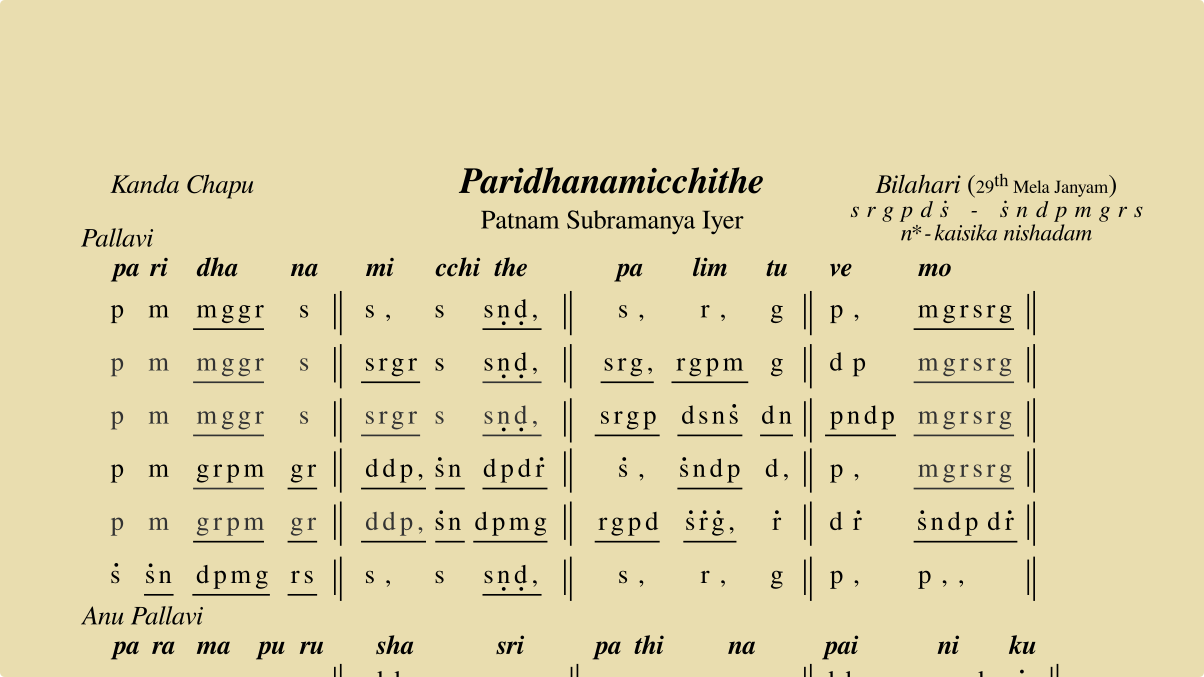 Kanda Chapu Paridhanamicchithe Bilahari (29th Mela Janyam)
Patnam Subramanya Iyer s r g p d ṡ - ṡ n d p m g r s
Pallavi n*-kaisika nishadam
pa ri dha na mi cchi the pa lim tu ve mo
p m mggr s || s , s sṇḍ, || s , r , g || p , mgrsrg ||
p m mggr s || srgr s sṇḍ, || srg, rgpm g || d p mgrsrg ||
p m mggr s || srgr s sṇḍ, || srgp dsnṡ dn || pndp mgrsrg ||
p m grpm gr || ddp, ṡn dpdṙ || ṡ , ṡndp d, || p , mgrsrg ||
p m grpm gr || ddp, ṡn dpmg || rgpd ṡṙġ, ṙ || d ṙ ṡndp dṙ ||
ṡ ṡn dpmg rs || s , s sṇḍ, || s , r , g || p , p , , ||
Anu Pallavi
pa ra ma pu ru sha sri pa thi na pai ni ku